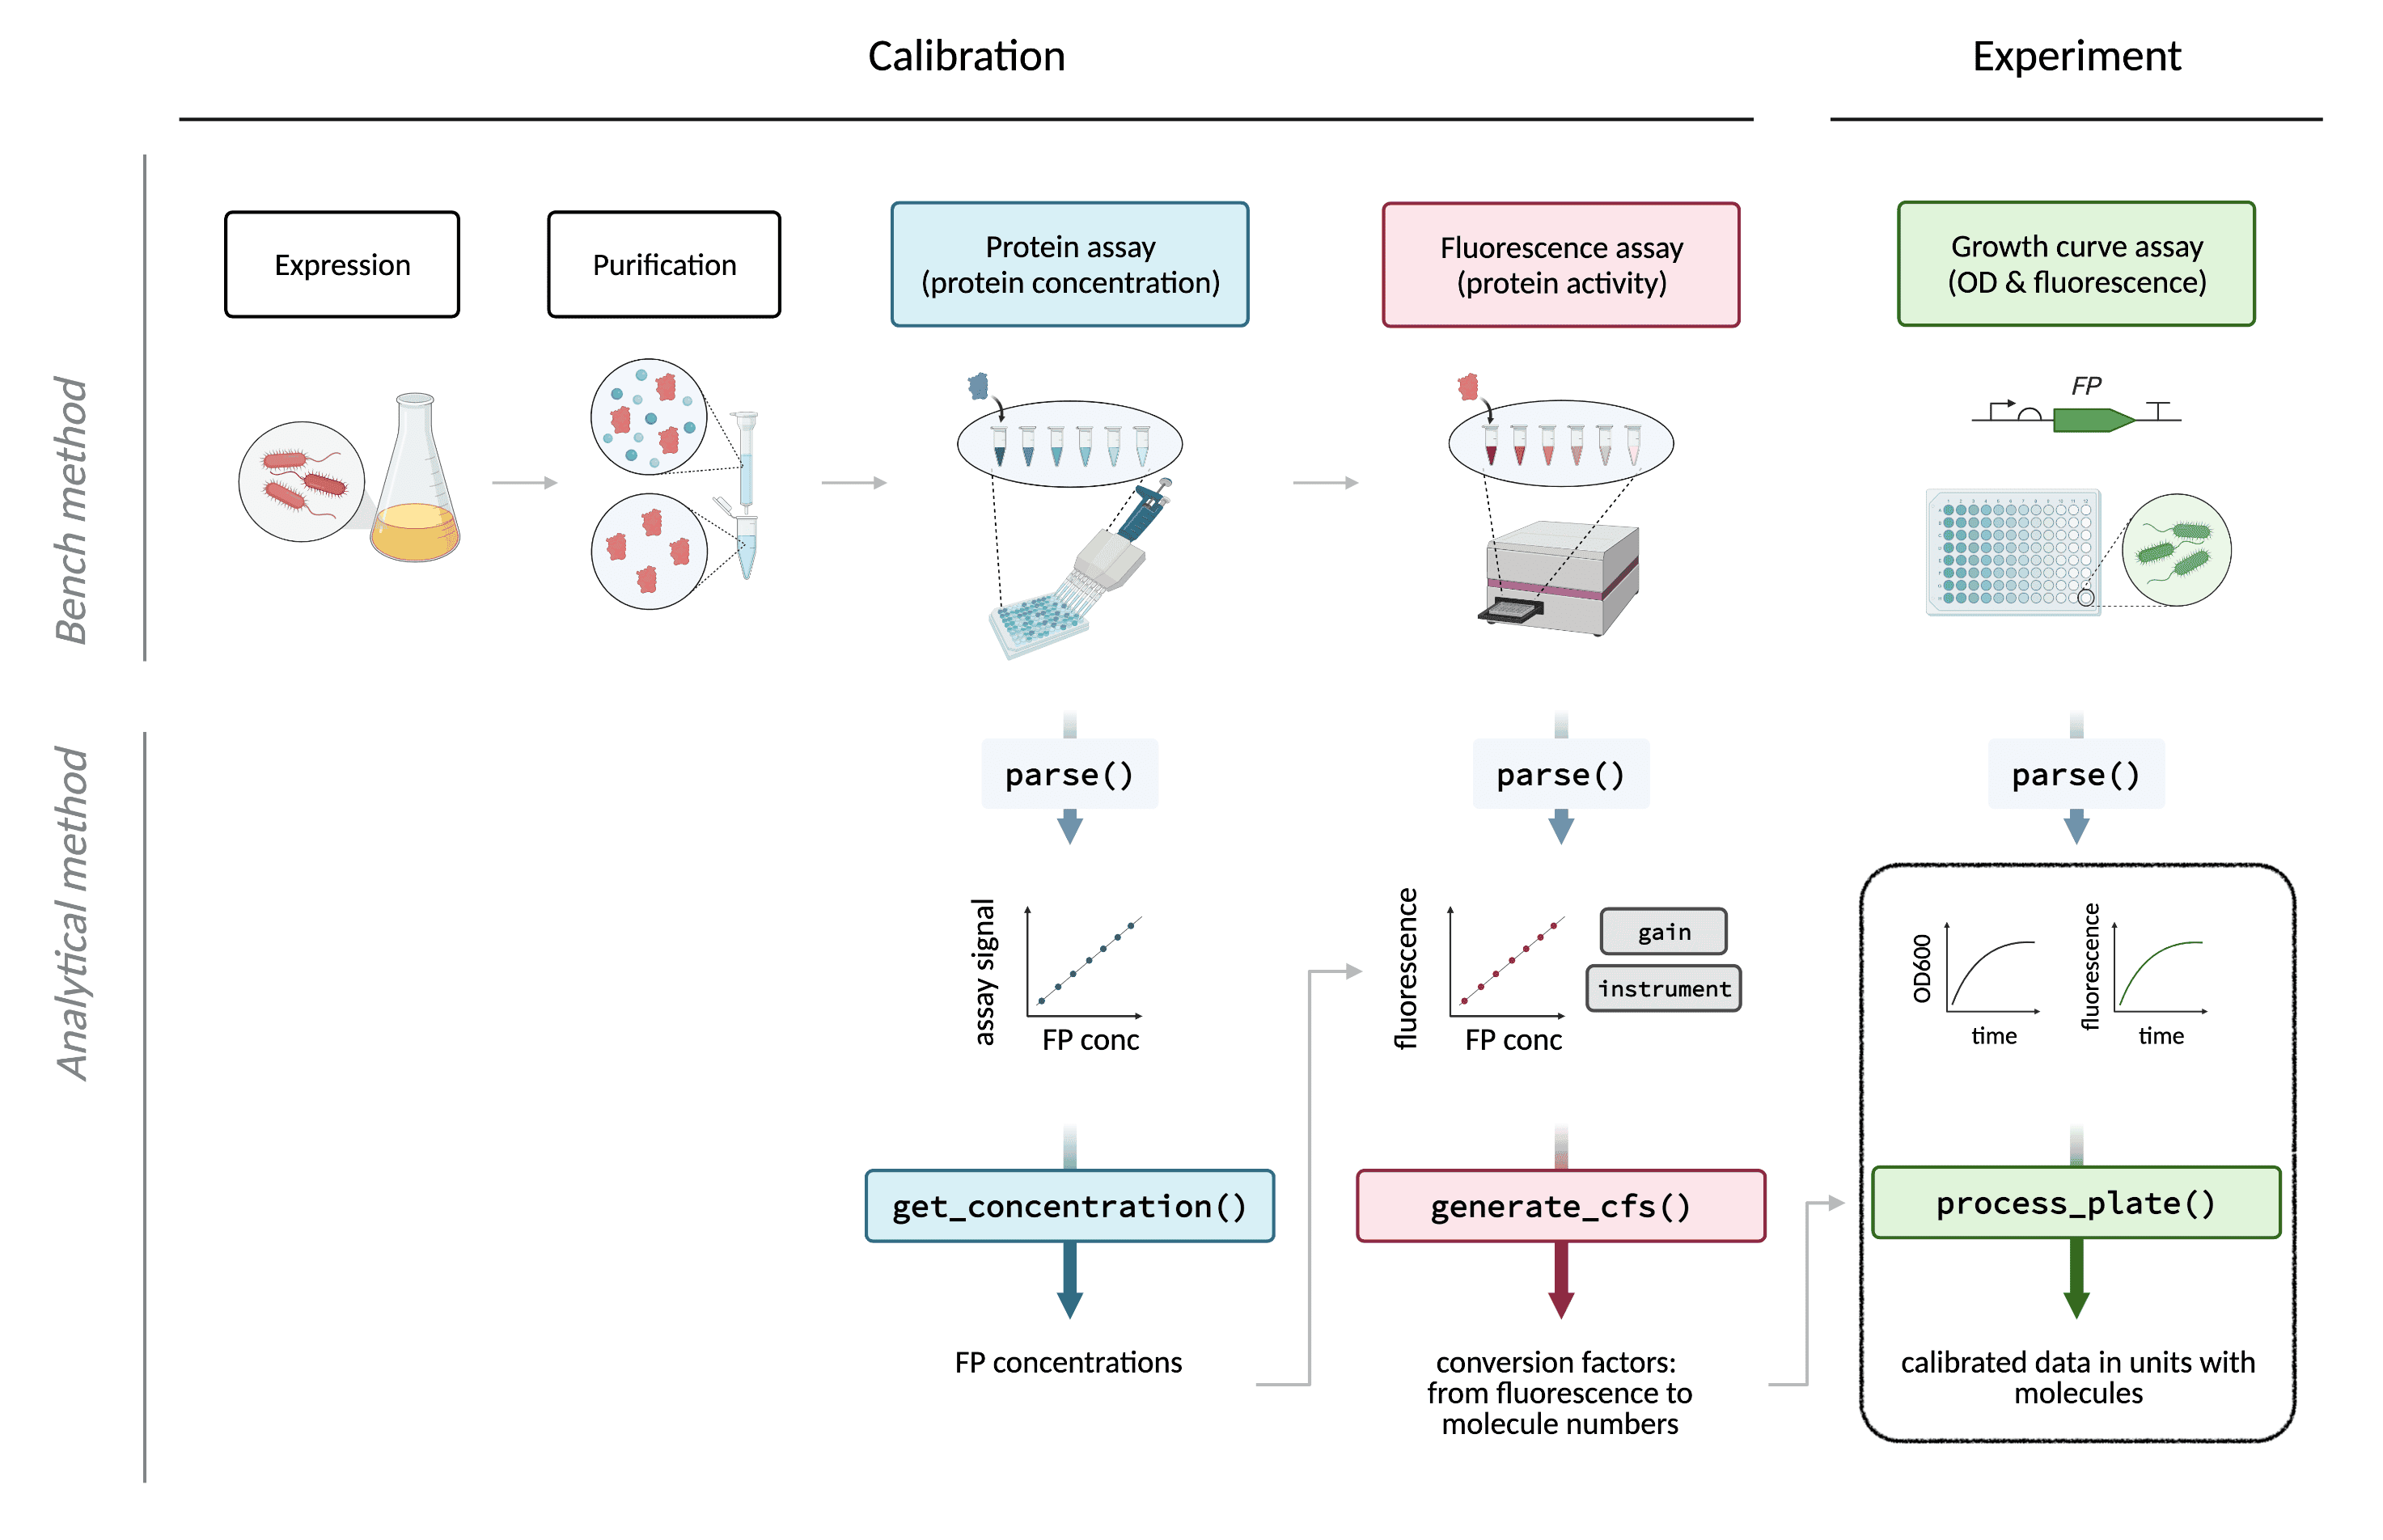 Calibration
Experiment
Bench method
Expression
Purification
Protein assay
(protein concentration)
Fluorescence assay
(protein activity)
Growth curve assay
(OD & fluorescence)
FP
Analytical method
parse()
parse()
parse()
assay signal
FP conc
fluorescence
FP conc
gain
instrument
OD600
time
fluorescence
time
get_concentration()
generate_cfs()
process_plate()
FP concentrations
conversion factors:
from fluorescence to
molecule numbers
calibrated data in units with
molecules